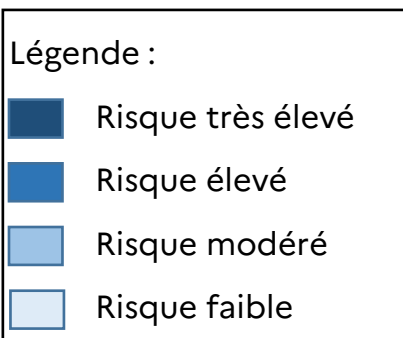 Légende :
Risque très élevé
Risque élevé
Risque modéré
Risque faible